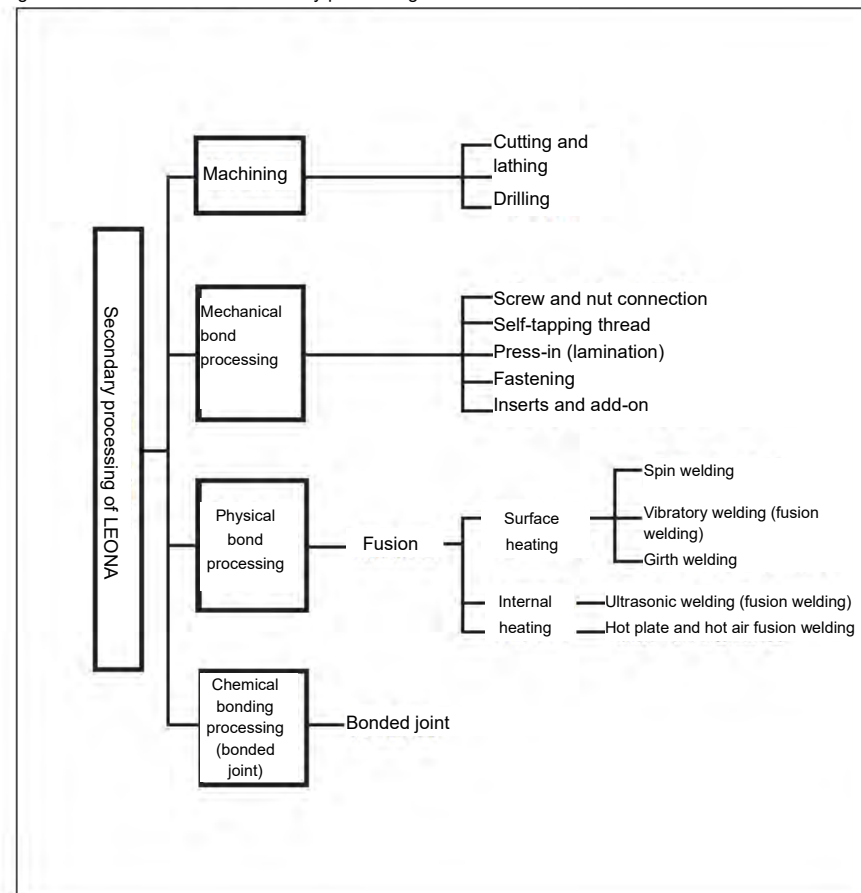 Cutting and
lathing
Machining
Drilling
Secondary processing of LEONA
Mechanical
bond
processing
Screw and nut connection
Self-tapping thread
Press-in (lamination)
Fastening
Inserts and add-on
Physical
bond
processing
Fusion
Surface
heating
Spin welding
Vibratory welding (fusion
welding)
Girth welding
Internal
heating
Ultrasonic welding (fusion welding)
Hot plate and hot air fusion welding
Chemical
bonding
processing
(bonded
joint)
Bonded joint